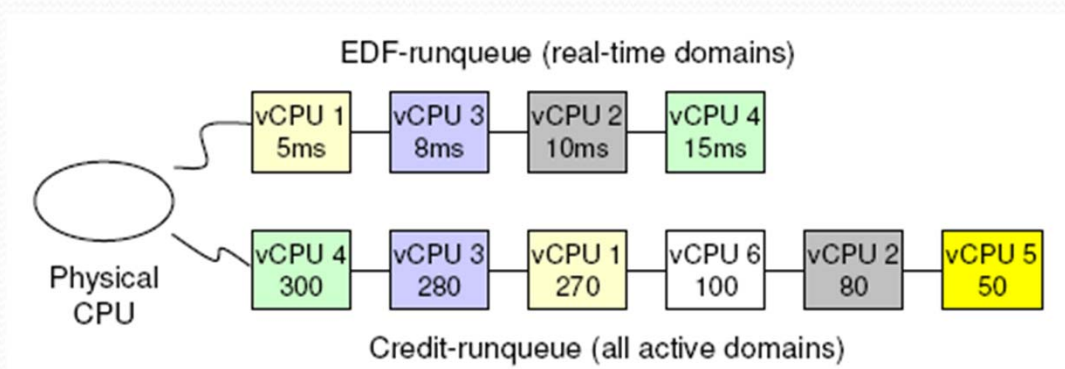 EDF-runqueue (real-time domains)
vCPU 1
5ms
vCPU 3
8ms
vCPU 2
10ms
vCPU 4
15ms
Physical
CPU
vCPU 4
300
vCPU 3
280
vCPU 1
270
vCPU 6
100
vCPU 2
80
vCPU 5
50
Credit-runqueue (all active domains)